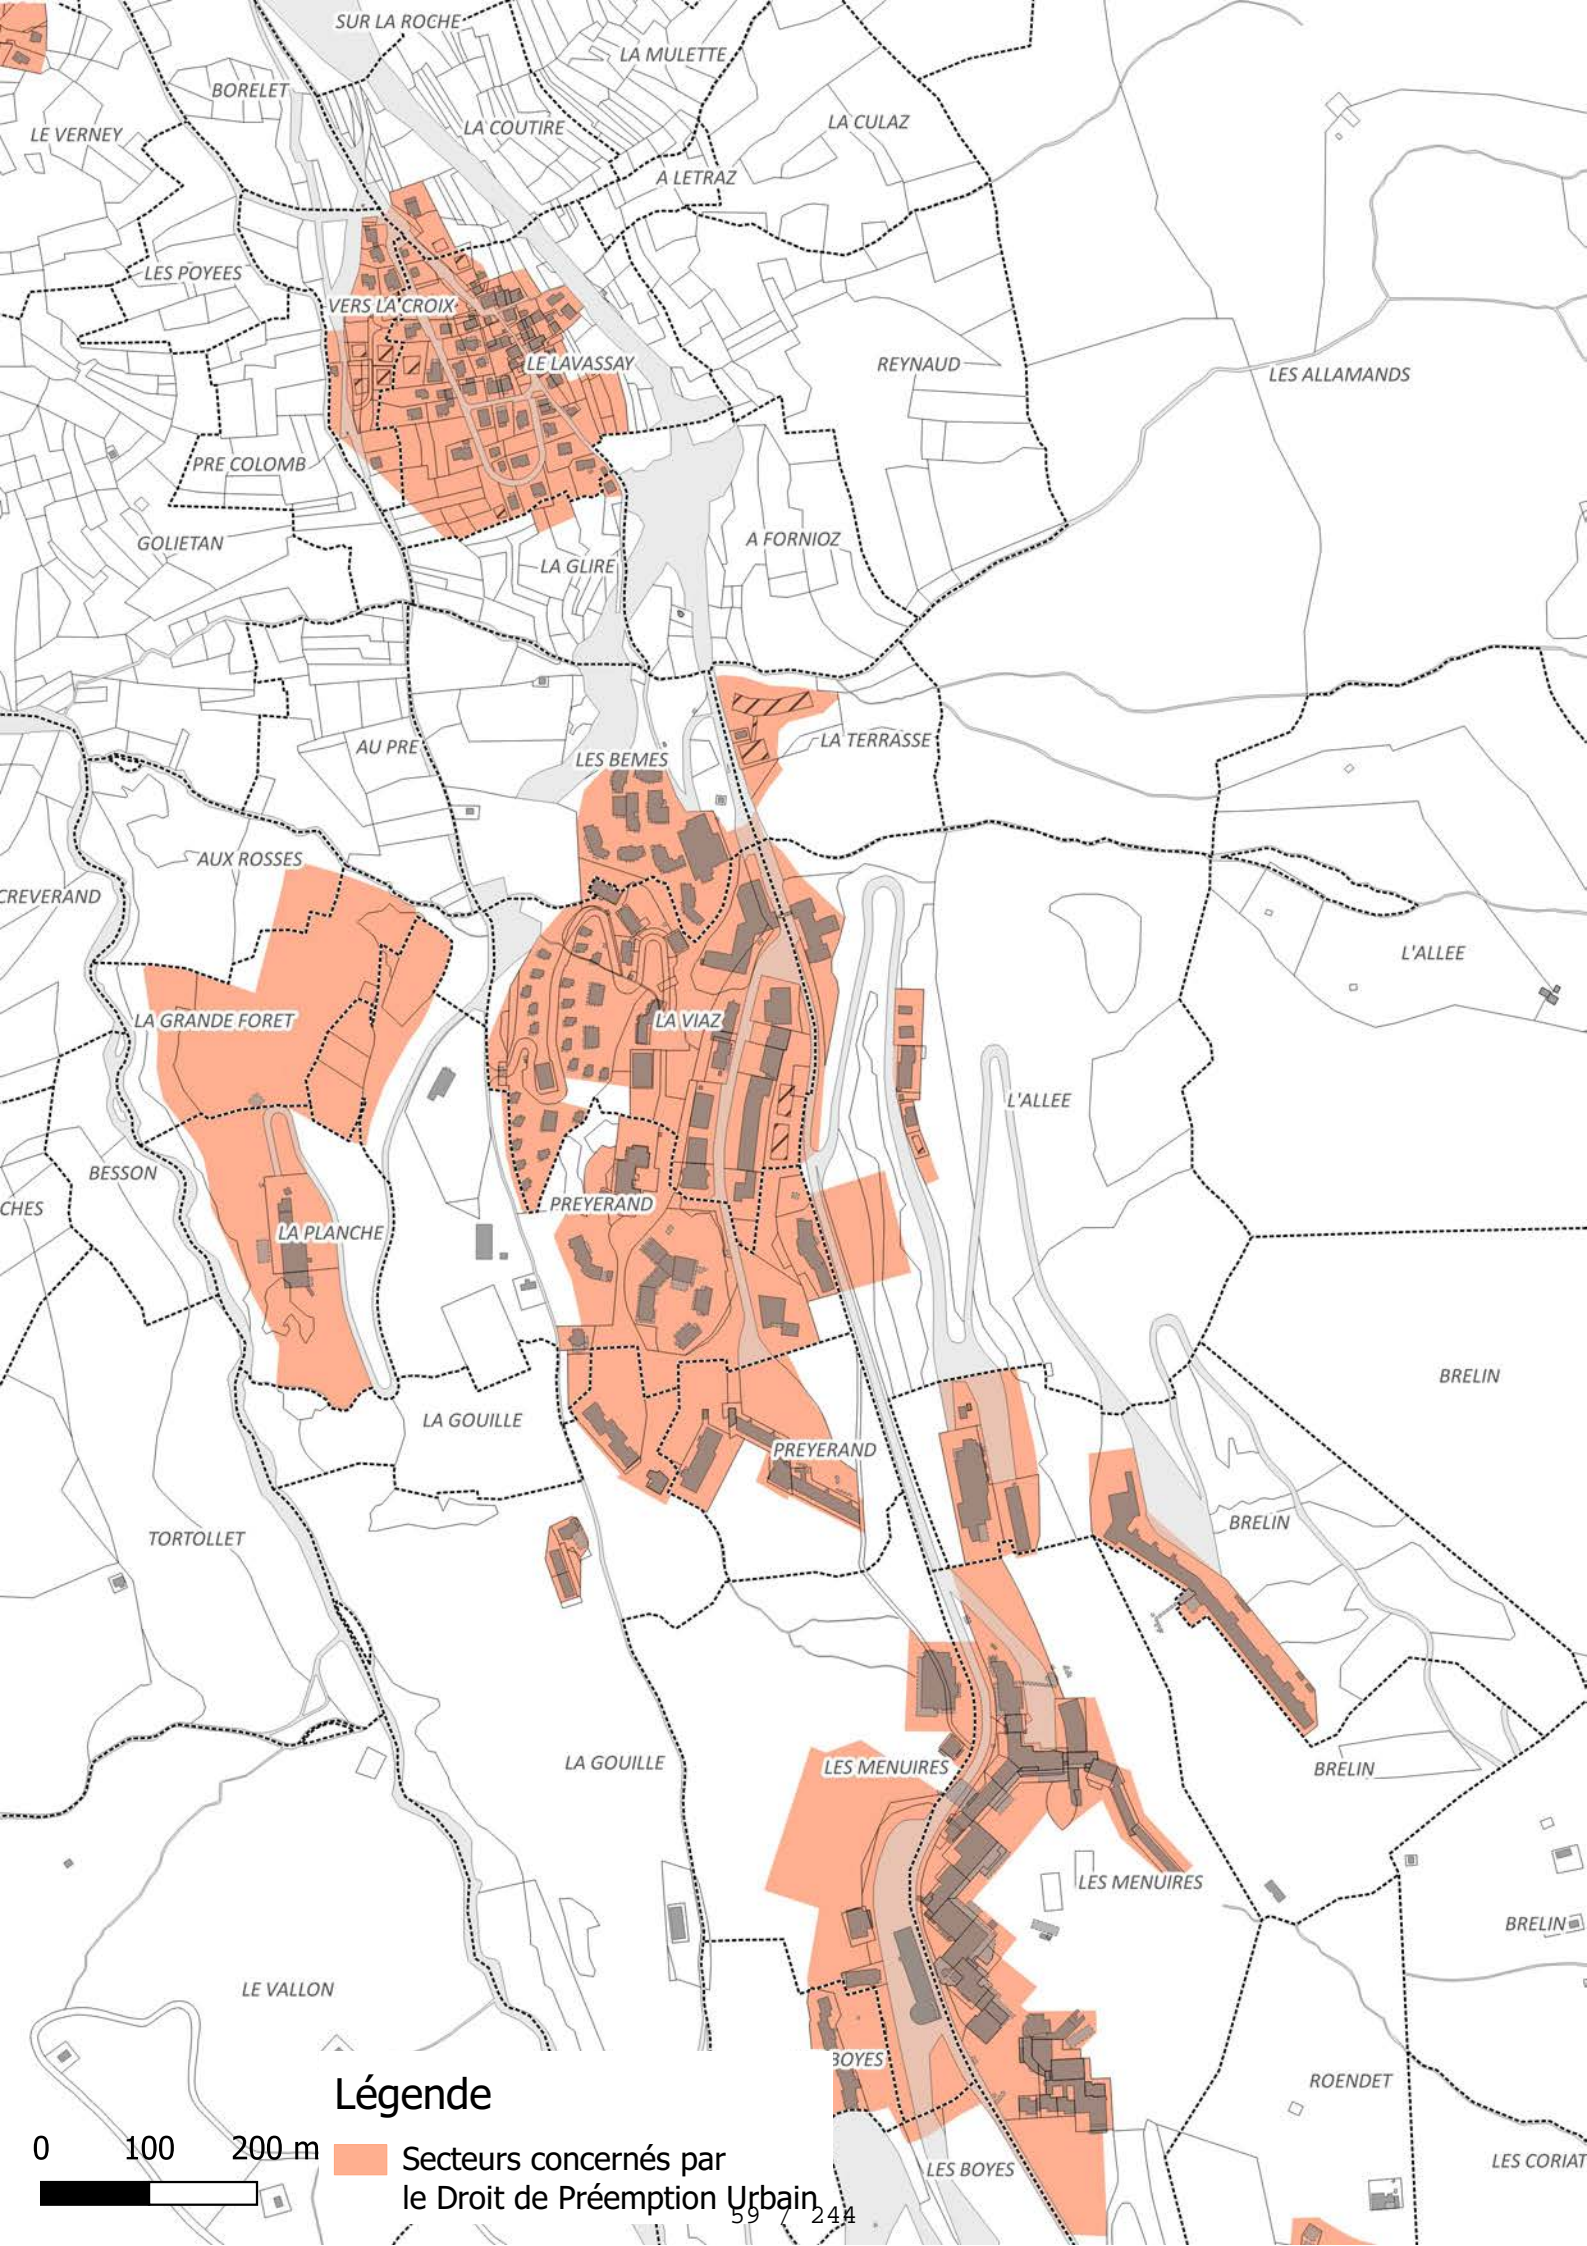 SUR LA ROCHE
LA MULETTE
BORELET
LE VERNEY
LA COUTIRE
LA CULAZ
A LETRAZ
LES POYEES
VERS LA CROIX
LE LAVASSAY
REYNAUD
LES ALLAMANDS
PRE COLOMB
GOLIETAN
A FORNIOZ
LA GLIRE
AU PRE
LES BEMES
LA TERRASSE
AUX ROSSES
CREVERAND
L'ALLEE
LA GRANDE FORET
LA VIAZ
L'ALLEE
BESSON
CHES
PREYERAND
LA PLANCHE
BRELIN
LA GOUILLE
PREYERAND
BRELIN
TORTOLLET
LA GOUILLE
LES MENUIRES
BRELIN
LES MENUIRES
BRELIN
LE VALLON
BOYES
ROENDET
LES BOYES
LES CORIAT
Légende
0 100 200 m
Secteurs concernés par
le Droit de Préemption Urbain
59 / 244